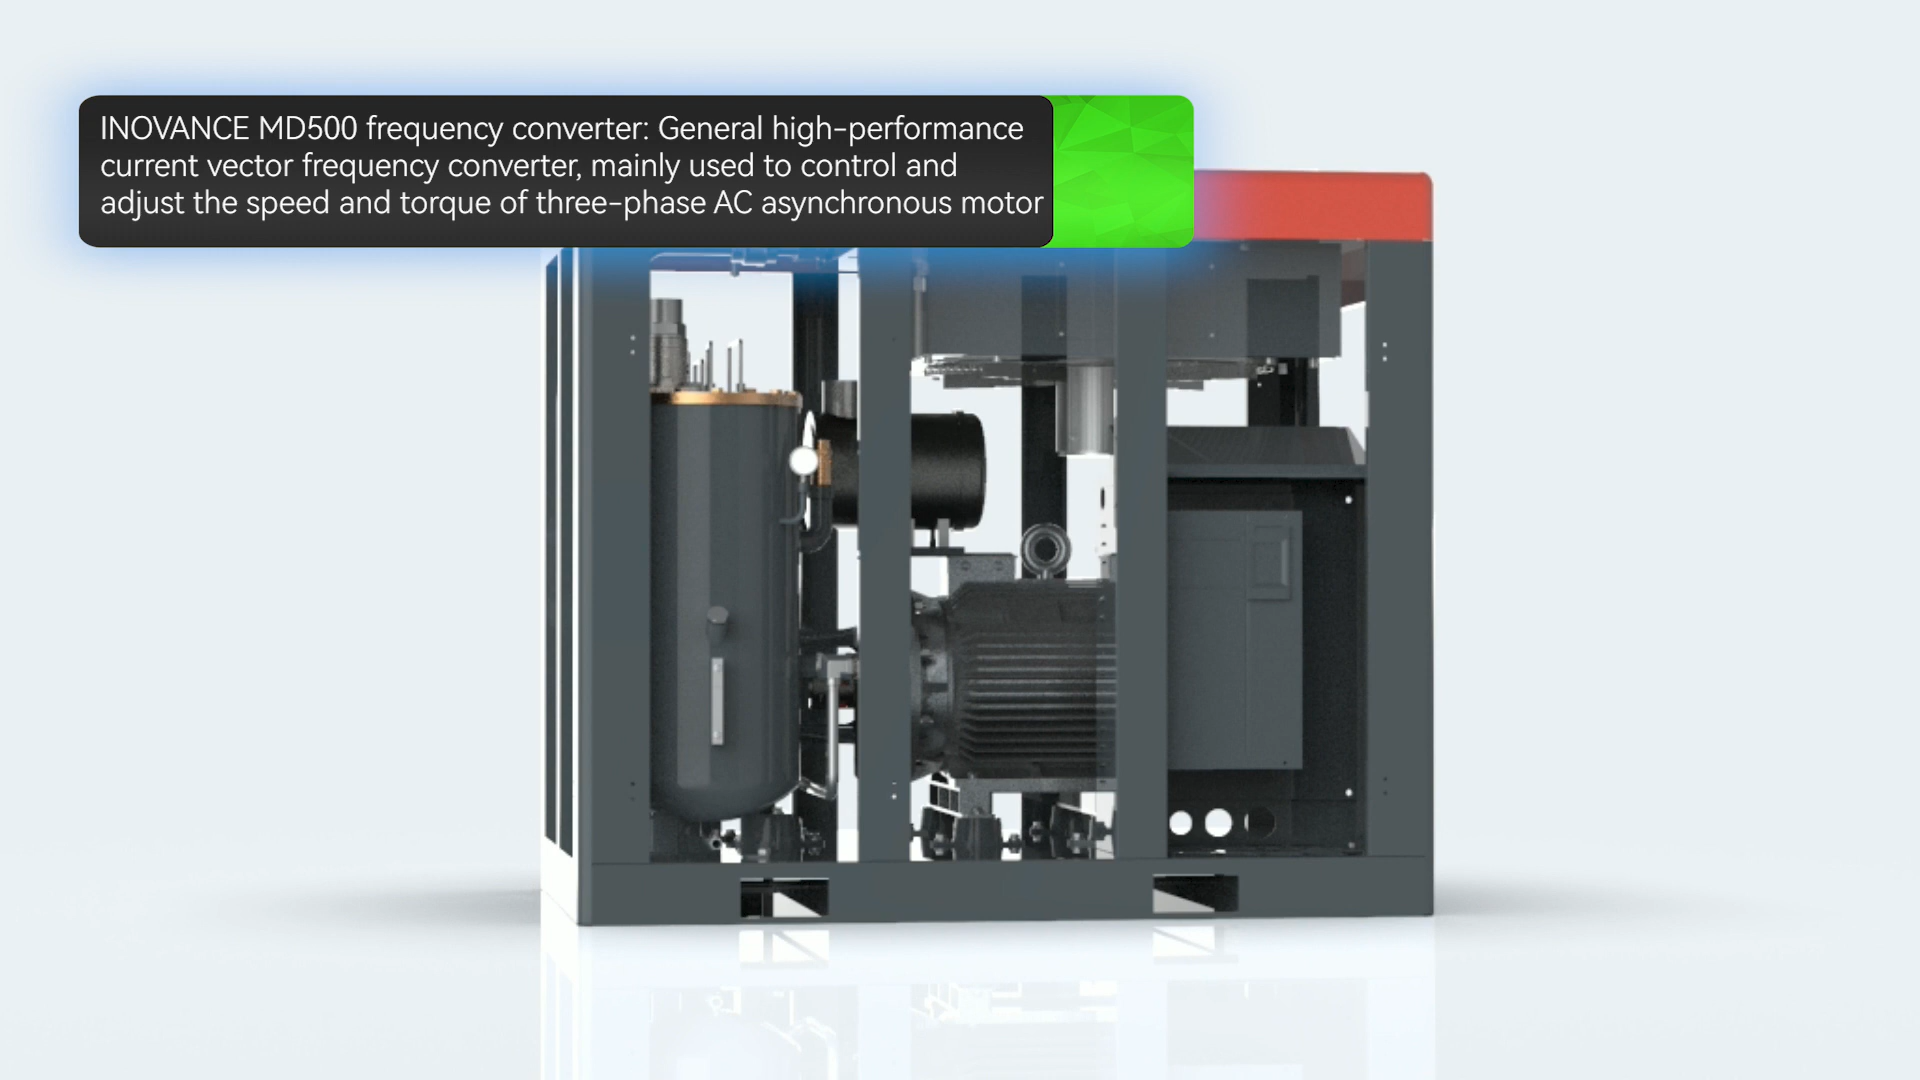 INOVANCE MD500 frequency converter: General high-performance
current vector frequency converter, mainly used to control and
adjust the speed and torque of three-phase AC asynchronous motor